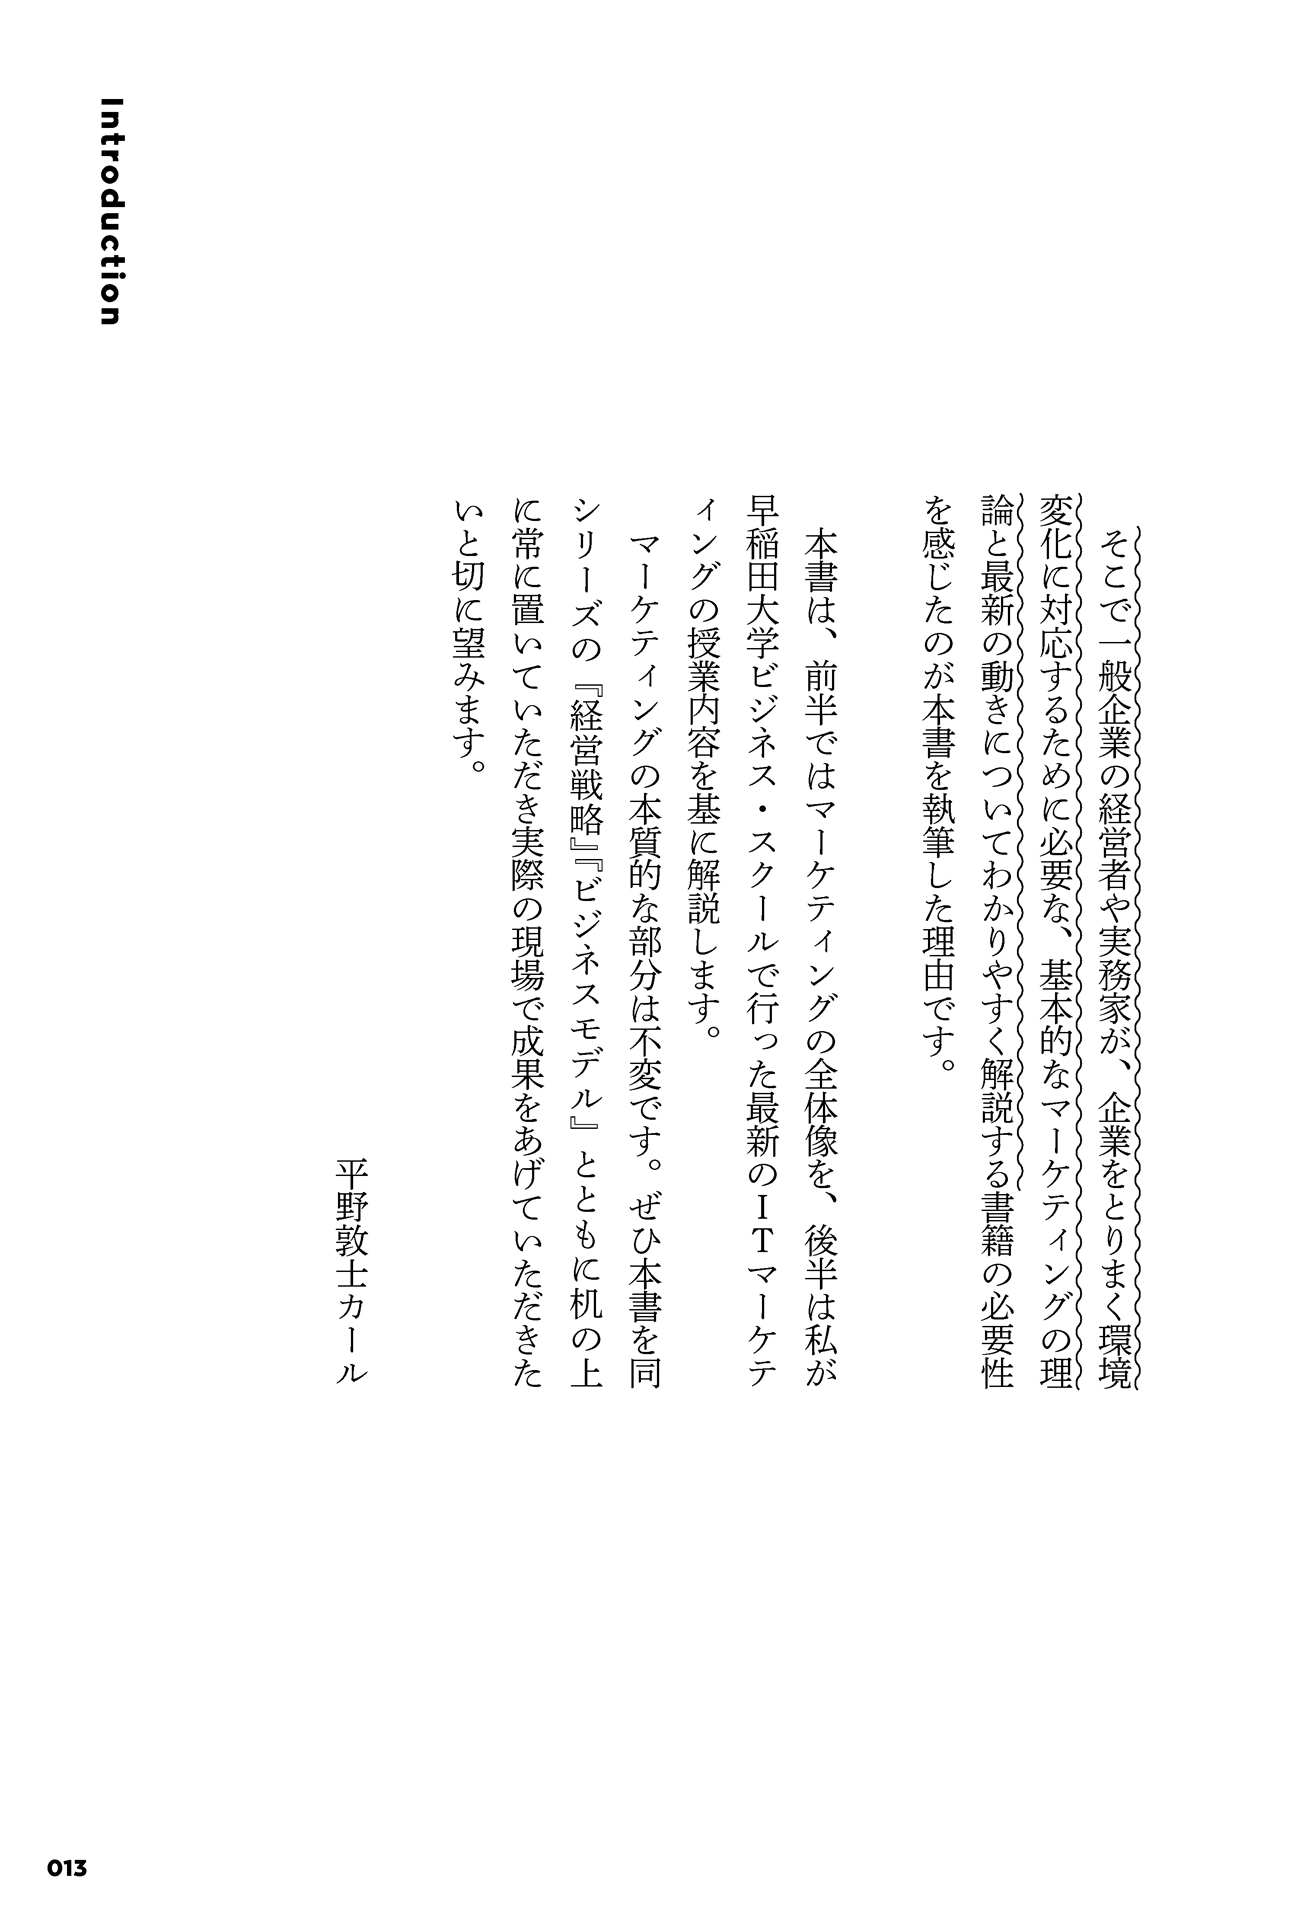 Introduction
そこで一般企業の経営者や実務家が、企業をとりまく環境
変化に対応するために必要な、基本的なマーケティングの理
論と最新の動きについてわかりやすく解説する書籍の必要性
を感じたのが本書を執筆した理由です。
本書は、前半ではマーケティングの全体像を、後半は私が
早稲田大学ビジネス・スクールで行った最新のITマーケテ
ィングの授業内容を基に解説します。
マーケティングの本質的な部分は不変です。ぜひ本書を同
シリーズの『経営戦略』『ビジネスモデル』とともに机の上
に常に置いていただき実際の現場で成果をあげていただきた
いと切に望みます。
平野敦士カール
013